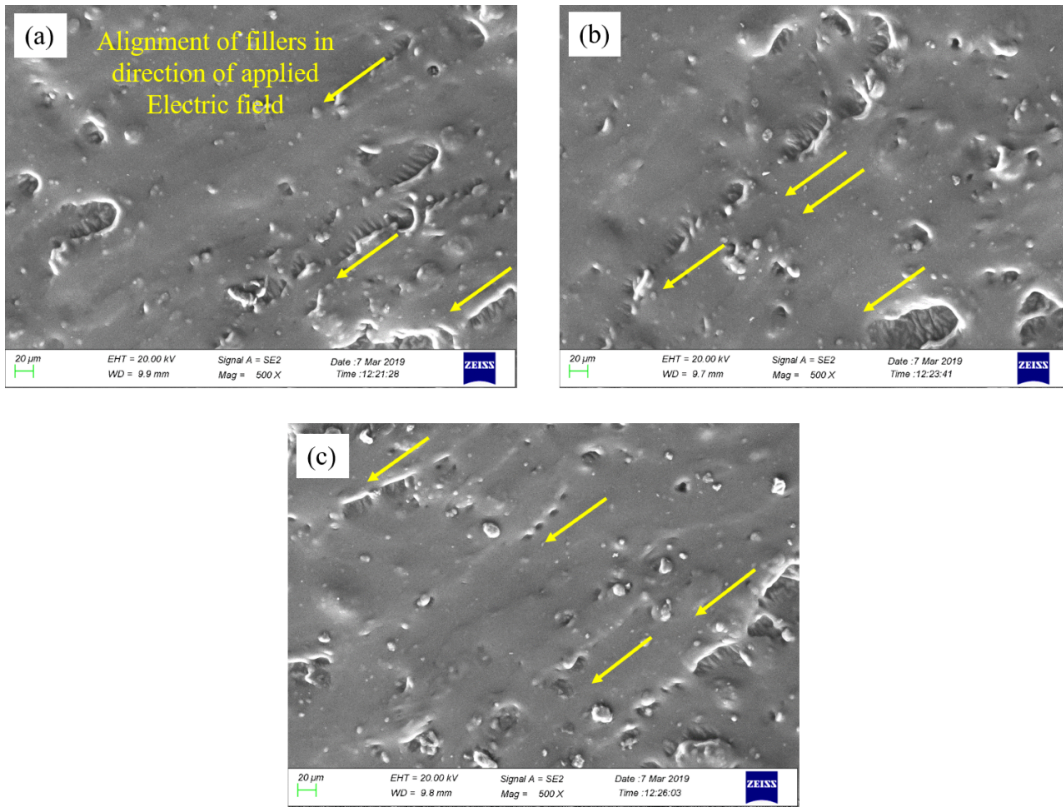 (a)
Alignment of fillers in
direction of applied
Electric field
20 µm
EHT = 20.00 kV
Signal A = SE2
Date :7 Mar 2019
WD = 9.9 mm
Mag = 500 X
Time :12:21:28
ZEISS
(b)
20 µm
EHT = 20.00 kV
Signal A = SE2
Date :7 Mar 2019
WD = 9.7 mm
Mag = 500 X
Time :12:23:41
ZEISS
(c)
20 µm
EHT = 20.00 kV
Signal A = SE2
Date :7 Mar 2019
WD = 9.8 mm
Mag = 500 X
Time :12:26:03
ZEISS